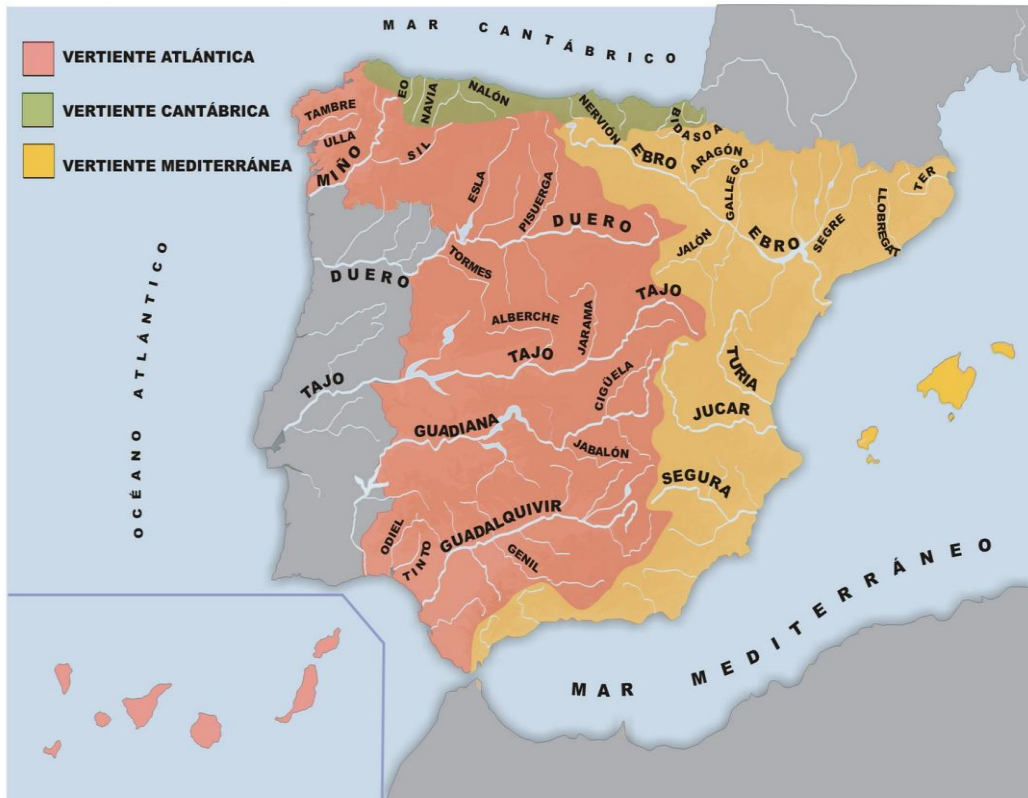 MAR CANTÁBRICO
VERTIENTE ATLÁNTICA
VERTIENTE CANTÁBRICA
VERTIENTE MEDITERRÁNEA
TAMBRE
ULLA
MIÑO
SIL
EO
NAVIA
NALÓN
NERVIÓN
BIDASOA
EBRO
ARAGÓN
GALLEGO
SEGRE
LLOBREGAT
TER
ESLA
PISUERGA
DUERO
JALÓN
EBRO
DUERO
TORMES
TAJO
ALBERCHE
JARAMA
TAJO
TAJO
CIGÜELA
TURIA
JUCAR
GUADIANA
JABALÓN
SEGURA
GUADALQUIVIR
ODIEL
TINTO
GENIL
OCÉANO ATLÁNTICO
MAR MEDITERRÁNEO